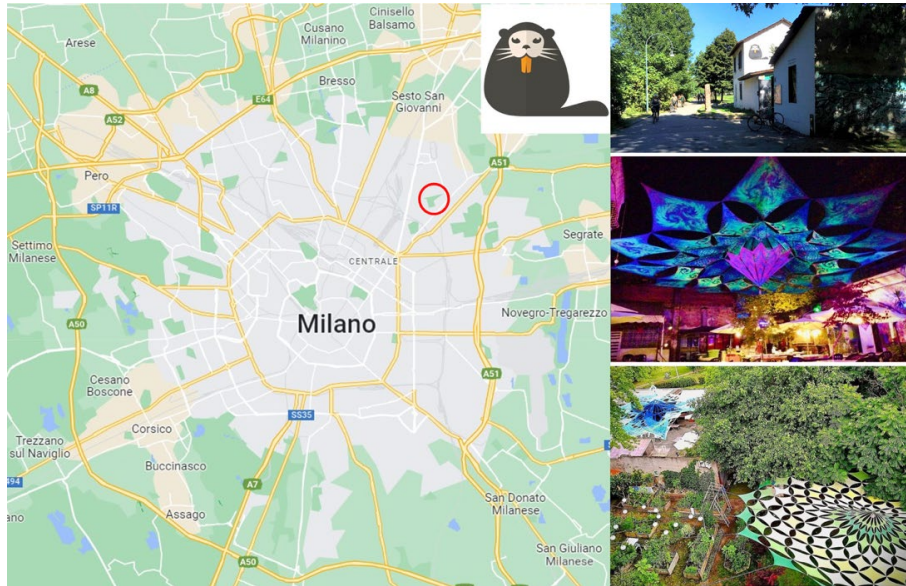 Cinisello
Balsamo
Cusano
Milanino
Arese
Bresso
A8
E64
Sesto San
Giovanni
A52
A51
Pero
SP11R
Segrate
Settimo
Milanese
CENTRALE
Milano
Novegro-Tregarezzo
A50
A51
Cesano
Boscone
SS35
Corsico
Trezzano
sul Naviglio
Buccinasco
494
A7
San Donato
Milanese
Assago
ano
San Giuliano
Milanese